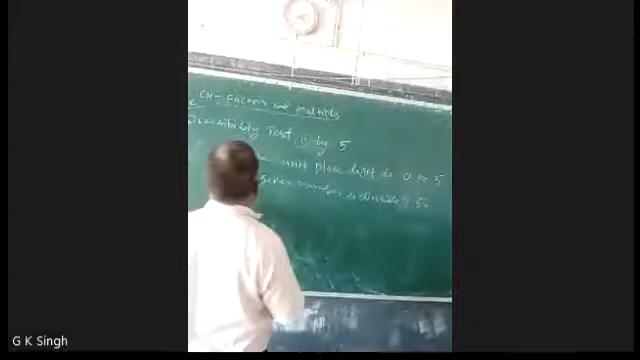 CH- Factors and multiples
Divisibility Test by 5
unit place digit is 0 or 5
given number is divisible by 5.
G K Singh